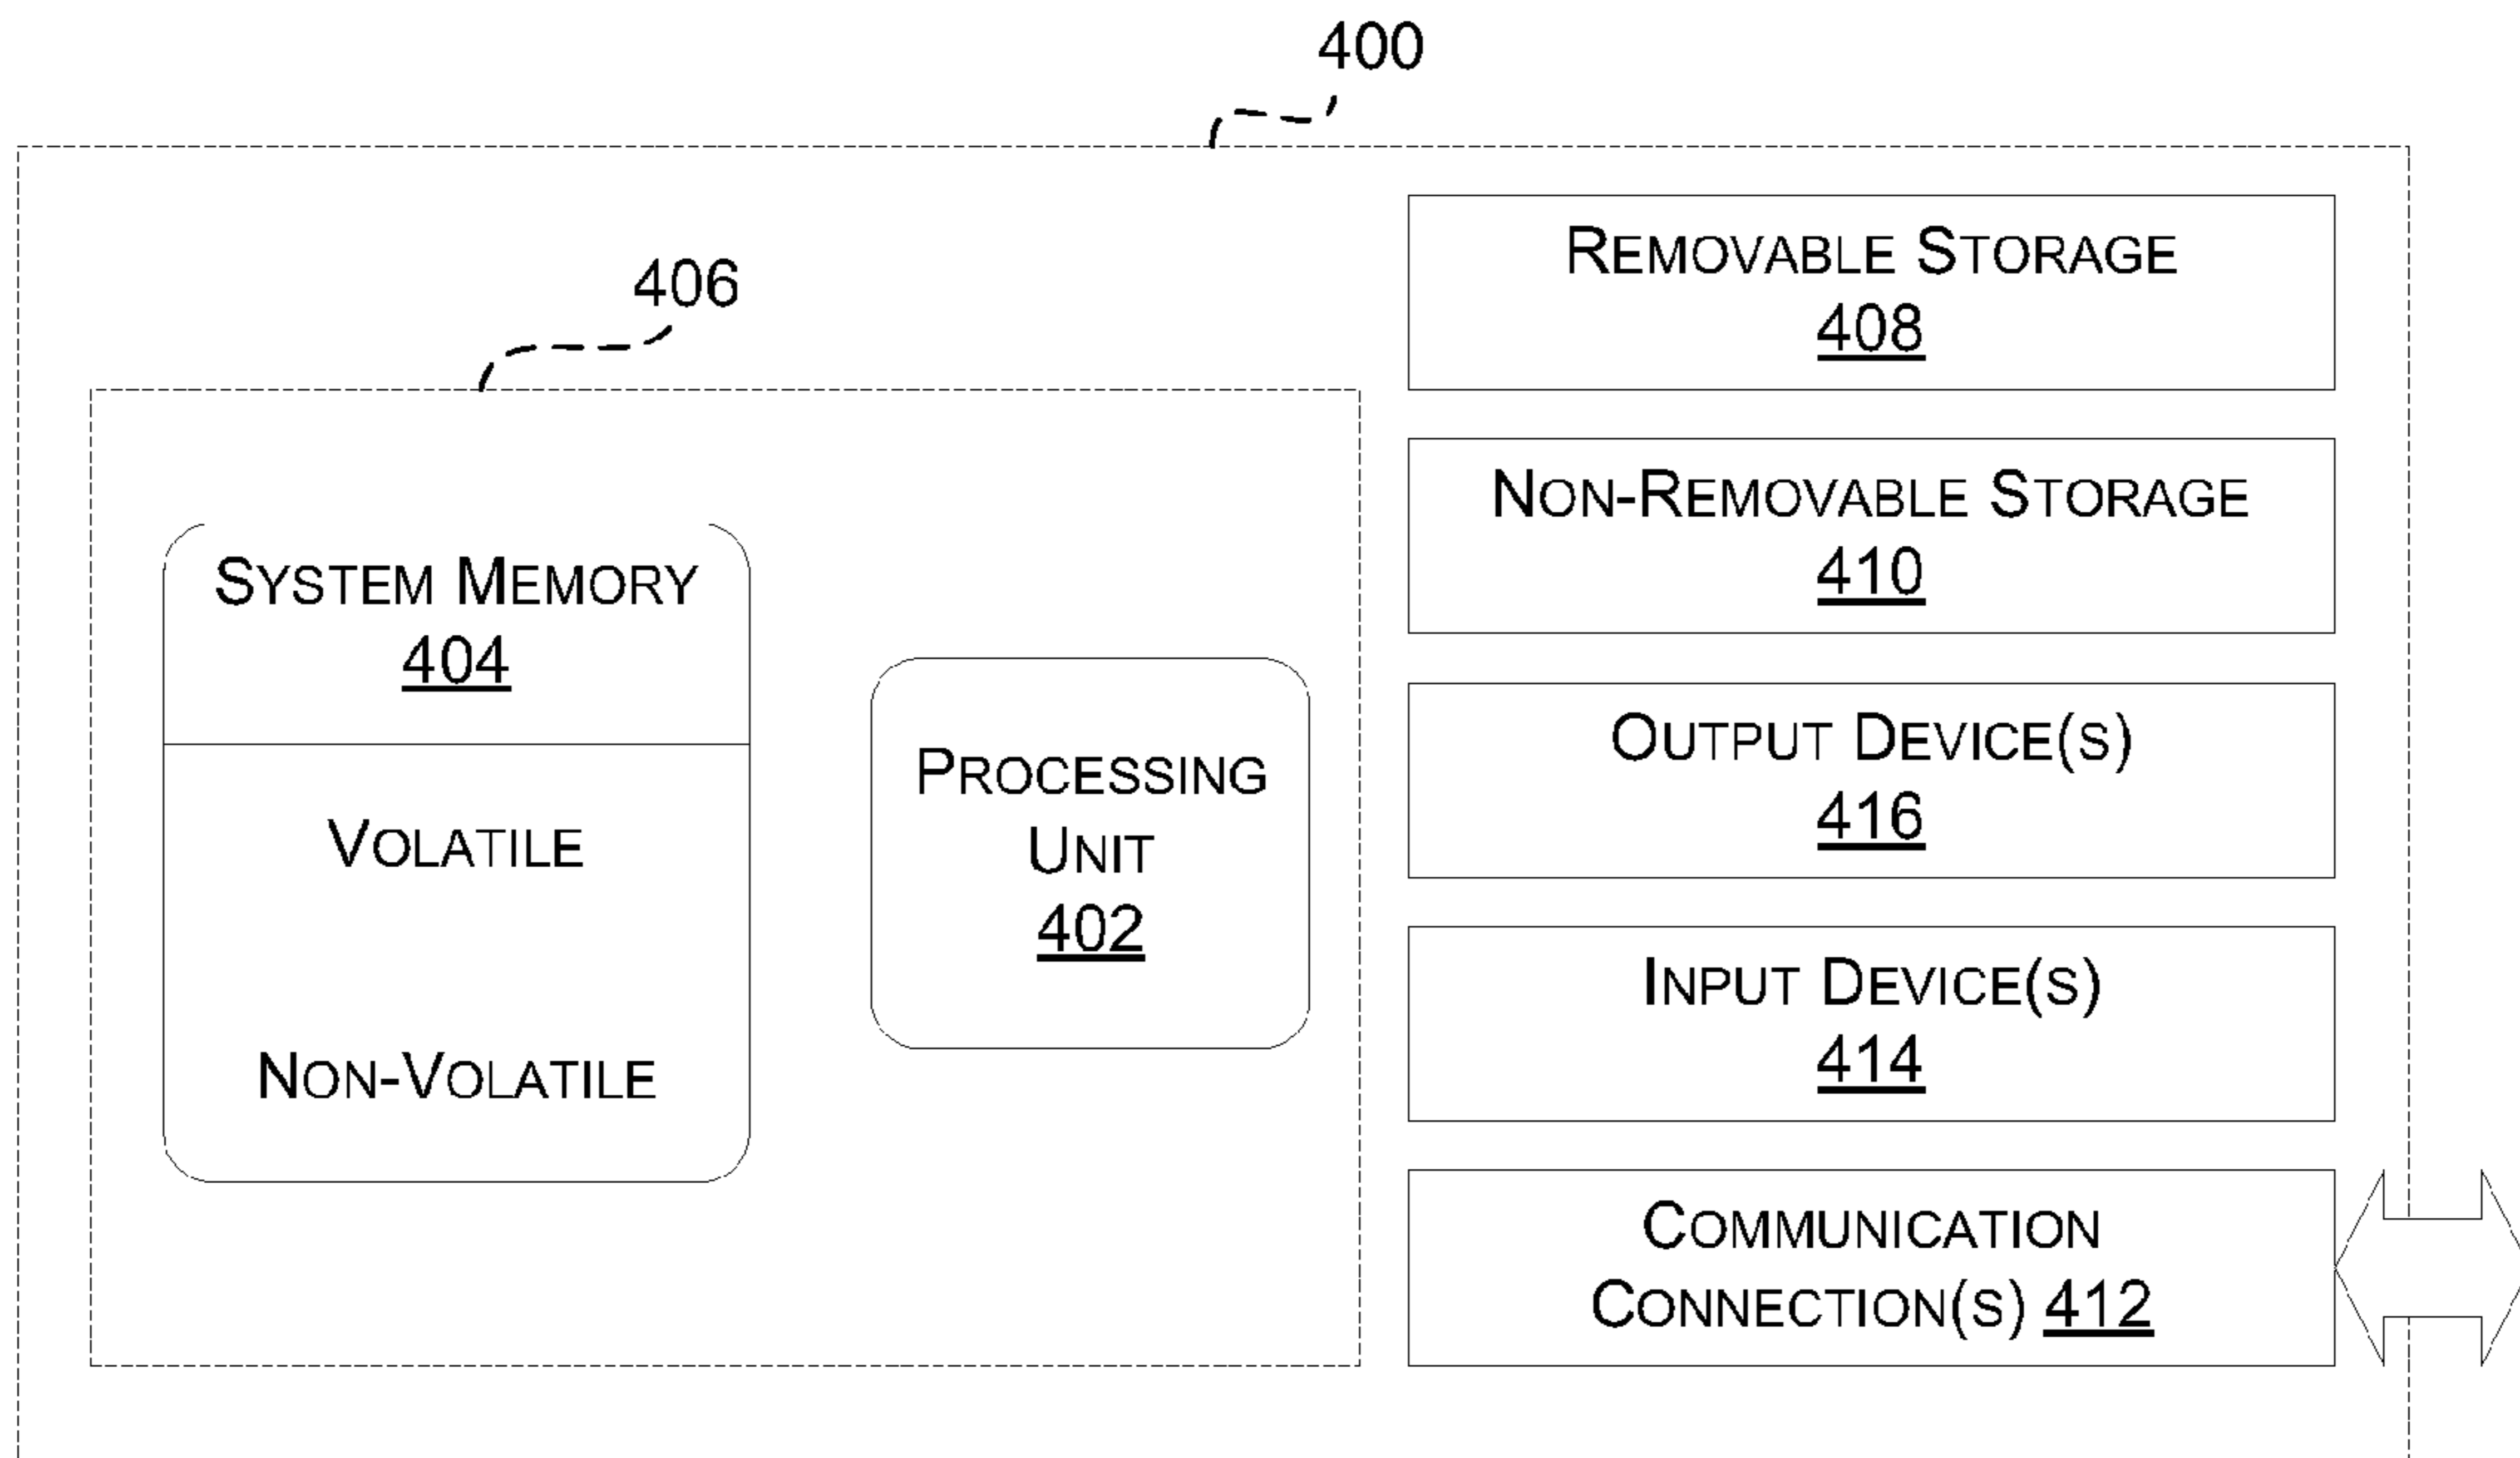 400
406
SYSTEM MEMORY
404
VOLATILE
NON-VOLATILE
PROCESSING
UNIT
402
REMOVABLE STORAGE
408
NON-REMOVABLE STORAGE
410
OUTPUT DEVICE(S)
416
INPUT DEVICE(S)
414
COMMUNICATION
CONNECTION(S) 412